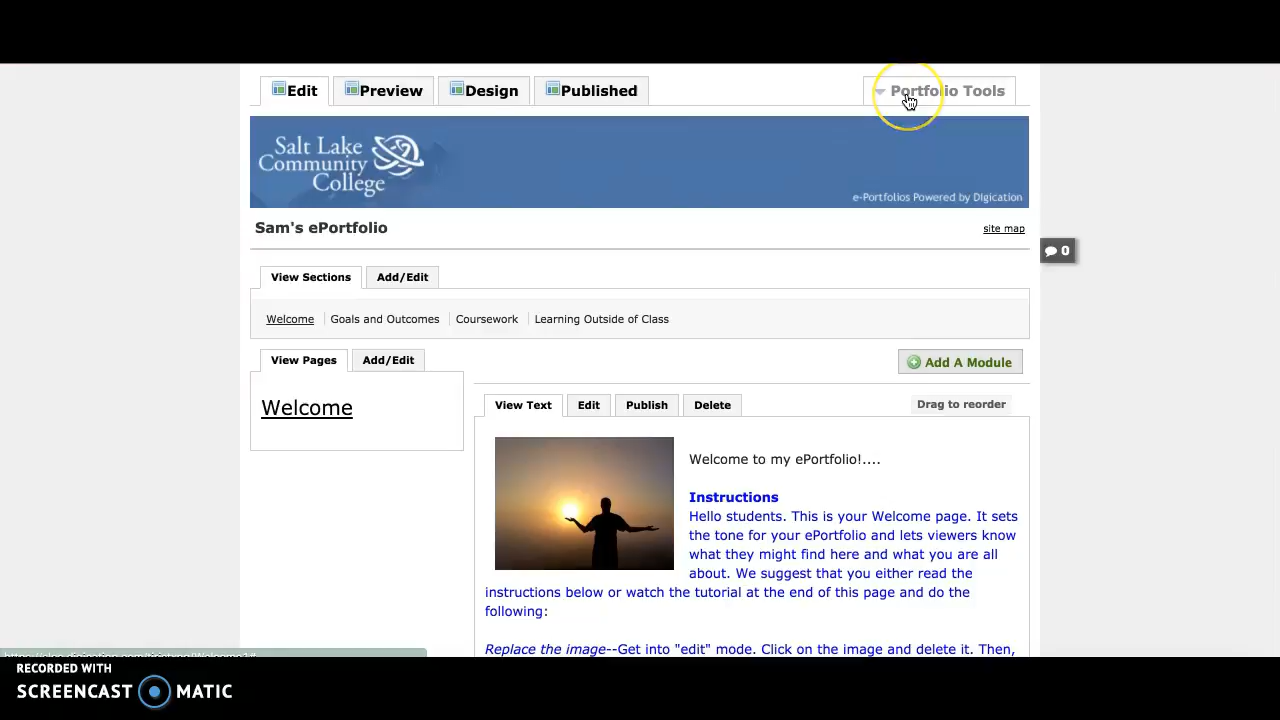 Edit
Preview
Design
Published
Portfolio Tools
Salt Lake
Community
College
e-Portfolios Powered by Digication
Sam's ePortfolio
site map
0
View Sections
Add/Edit
Welcome
Goals and Outcomes
Coursework
Learning Outside of Class
View Pages
Add/Edit
Add A Module
Welcome
View Text
Edit
Publish
Delete
Drag to reorder
Welcome to my ePortfolio!....
Instructions
Hello students. This is your Welcome page. It sets
the tone for your ePortfolio and lets viewers know
what they might find here and what you are all
about. We suggest that you either read the
instructions below or watch the tutorial at the end of this page and do the
following:
Replace the image--Get into "edit" mode. Click on the image and delete it. Then,
RECORDED WITH
SCREENCAST MATIC